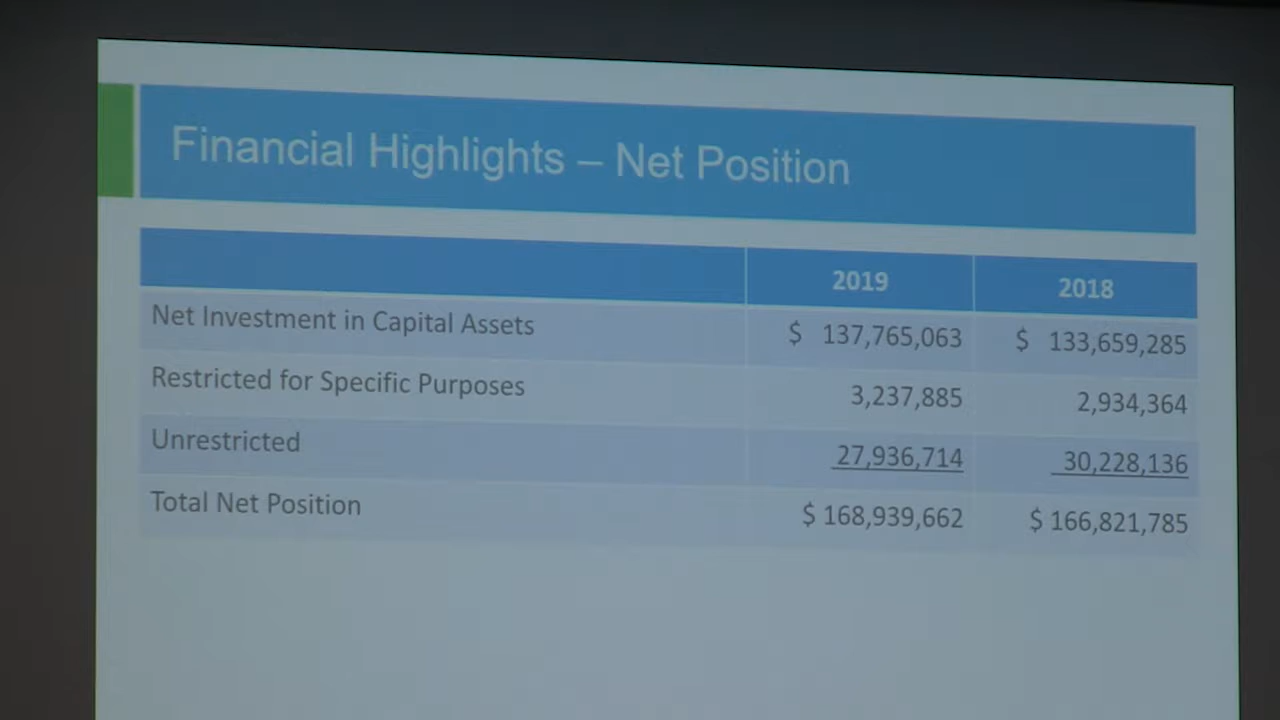 Financial Highlights – Net Position
2019 2018
Net Investment in Capital Assets $ 137,765,063 $ 133,659,285
Restricted for Specific Purposes 3,237,885 2,934,364
Unrestricted 27,936,714 30,228,136
Total Net Position $ 168,939,662 $ 166,821,785